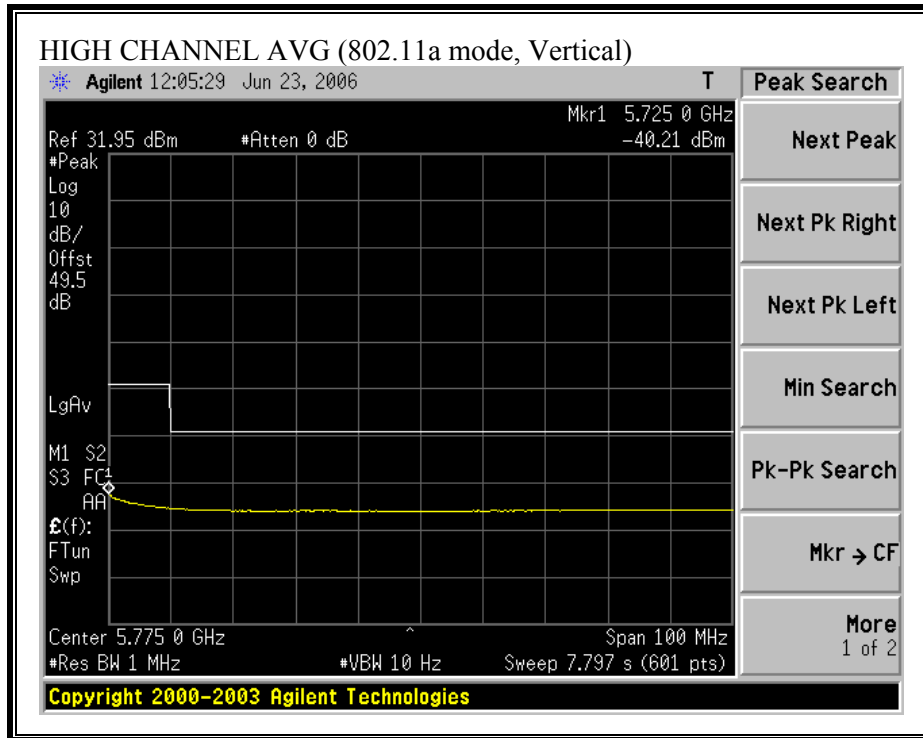 HIGH CHANNEL AVG (802.11a mode, Vertical)
Agilent 12:05:29 Jun 23, 2006 T
Peak Search
Mkr1 5.725 0 GHz
Ref 31.95 dBm #Atten 0 dB -40.21 dBm
#Peak
Log
10
dB/
Offst
49.5
dB
LgAv
M1 S2
S3 FC
AA
£(f):
FTun
Swp
1
Center 5.775 0 GHz Span 100 MHz
#Res BW 1 MHz #VBW 10 Hz Sweep 7.797 s (601 pts)
Next Peak
Next Pk Right
Next Pk Left
Min Search
Pk-Pk Search
Mkr → CF
More
1 of 2
Copyright 2000-2003 Agilent Technologies